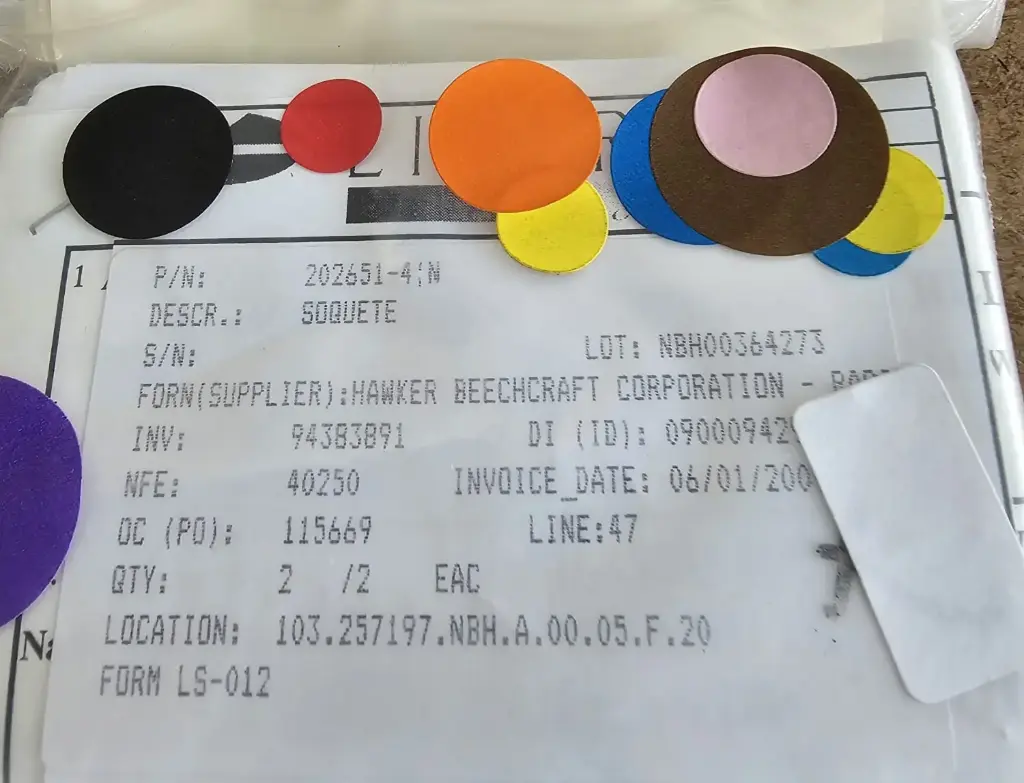 1
P/N: 202651-4;N
DESCR.: SOQUETE
S/N:
LOT: NBH00364273
FORN(SUPPLIER):HAWKER BEECHCRAFT CORPORATION -
INV: 94383891 DI (ID):
NFE: 40250 INVOICE_DATE:
OC (PO): 115669 LINE:47
QTY: 2 /2 EAC
LOCATION: 103.257197.NBH.A.00.05.F.20
FORM LS-012